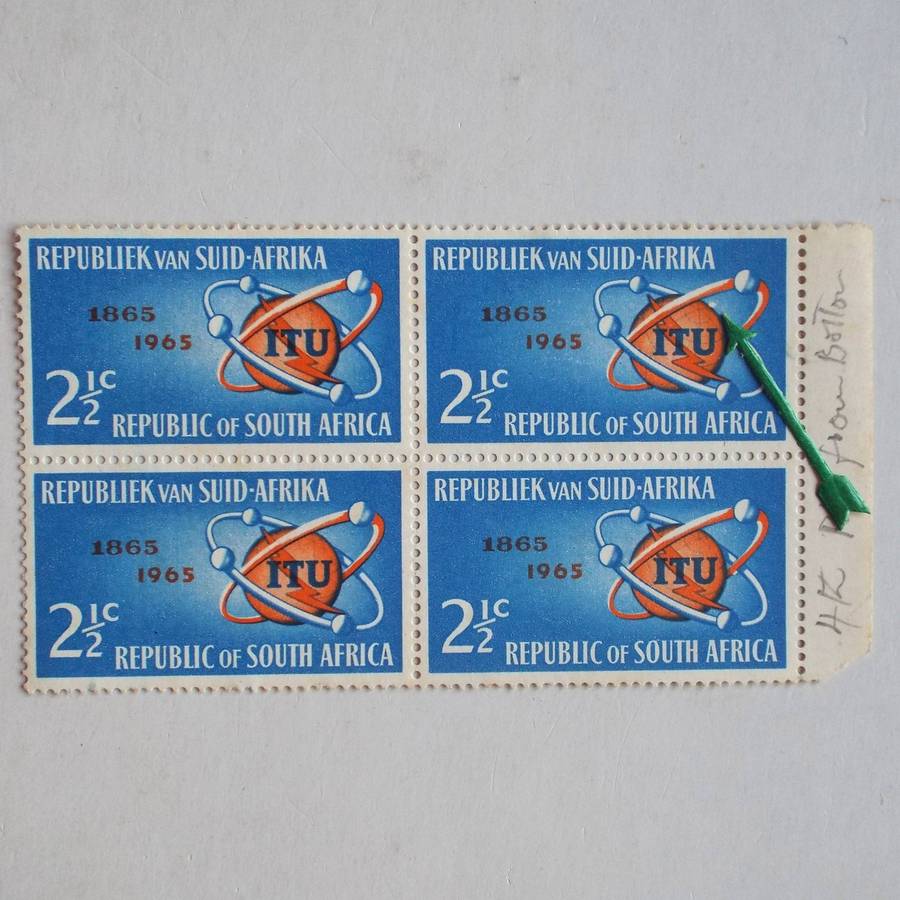 REPUBLIEK VAN SUID-AFRIKA
1865
1965
ITU
2½c
REPUBLIC OF SOUTH AFRICA
REPUBLIEK VAN SUID-AFRIKA
1865
1965
ITU
2½c
REPUBLIC OF SOUTH AFRICA
REPUBLIEK VAN SUID-AFRIKA
1865
1965
ITU
2½c
REPUBLIC OF SOUTH AFRICA
REPUBLIEK VAN SUID-AFRIKA
1865
1965
ITU
2½c
REPUBLIC OF SOUTH AFRICA
4th from Bottom